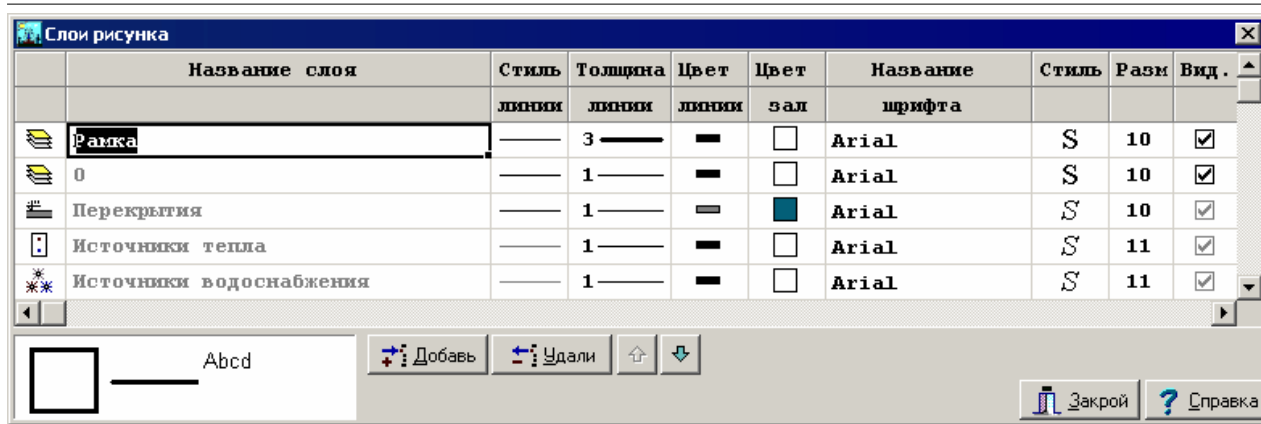 Слои рисунка
Название слоя Стиль Толщина Цвет Цвет Название Стиль Разм Вид.
линии линии линии зал шрифта
Рамка 3 Arial S 10
0 1 Arial S 10
Перекрытия 1 Arial S 10
Источники тепла 1 Arial S 11
Источники водоснабжения 1 Arial S 11
Abcd Добавь Удали
Закрой Справка